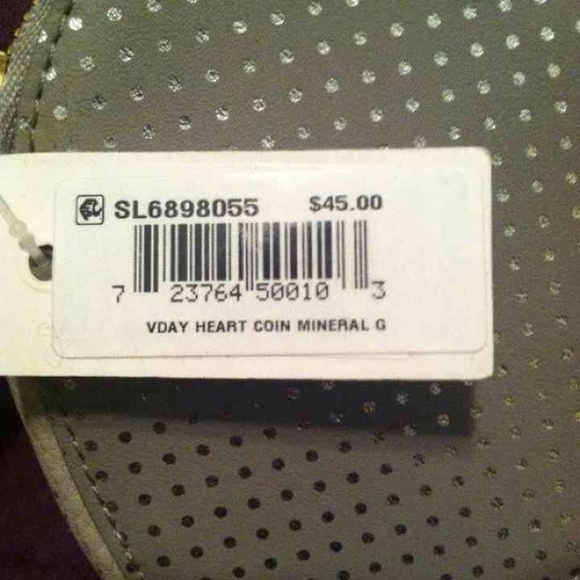 SL6898055 $45.00
7 23764 50010 3
VDAY HEART COIN MINERAL G